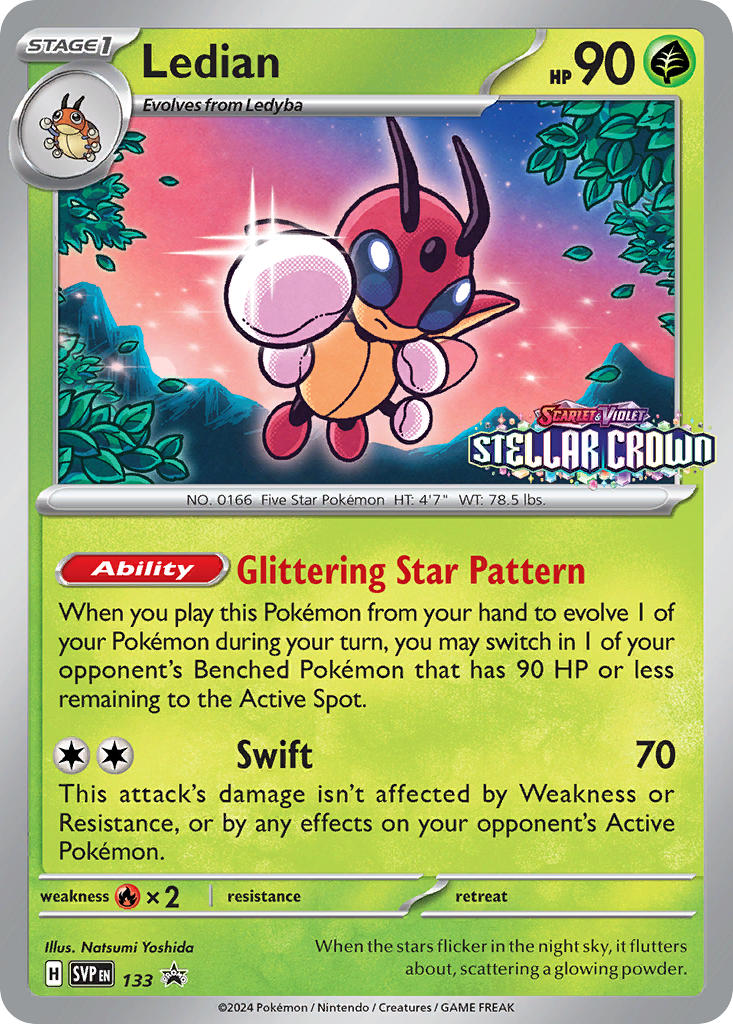 STAGE1
Ledian
HP 90
Evolves from Ledyba
SCARLET & VIOLET
STELLAR CROWN
NO. 0166 Five Star Pokémon HT: 4'7" WT: 78.5 lbs.
Ability Glittering Star Pattern
When you play this Pokémon from your hand to evolve 1 of
your Pokémon during your turn, you may switch in 1 of your
opponent's Benched Pokémon that has 90 HP or less
remaining to the Active Spot.
Swift 70
This attack's damage isn't affected by Weakness or
Resistance, or by any effects on your opponent's Active
Pokémon.
weakness ×2 resistance retreat
Illus. Natsumi Yoshida
When the stars flicker in the night sky, it flutters
about, scattering a glowing powder.
H SVP EN 133
©2024 Pokémon / Nintendo / Creatures / GAME FREAK